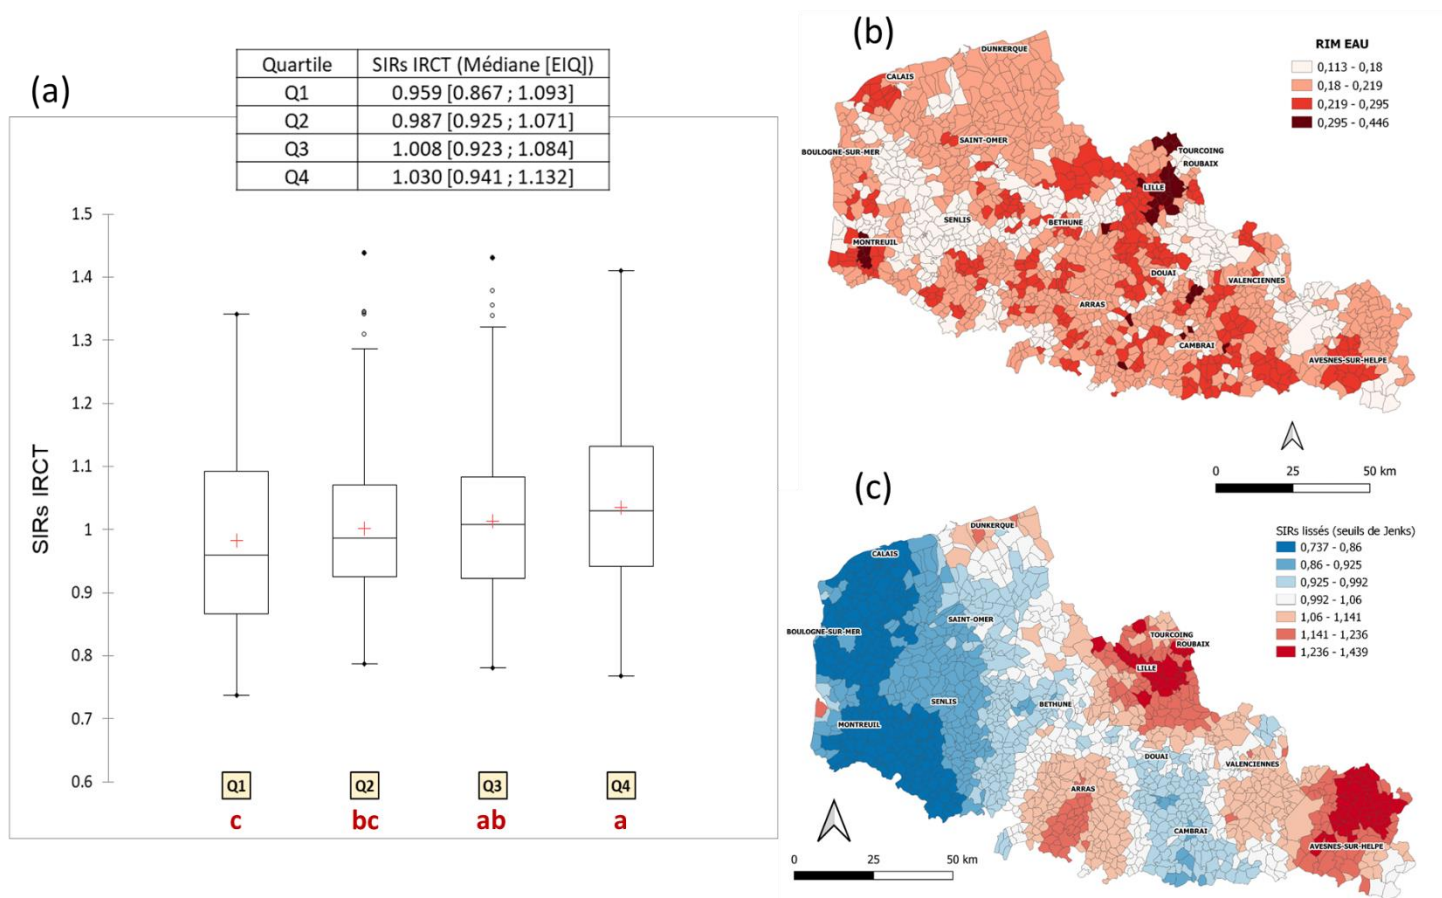 (a)
Quartile SIRs IRCT (Médiane [EIQ])
Q1 0.959 [0.867 ; 1.093]
Q2 0.987 [0.925 ; 1.071]
Q3 1.008 [0.923 ; 1.084]
Q4 1.030 [0.941 ; 1.132]
SIRs IRCT
1.5
1.4
1.3
1.2
1.1
1
0.9
0.8
0.7
0.6
Q1 Q2 Q3 Q4
c bc ab a
(b)
RIM EAU
0,113 - 0,18
0,18 - 0,219
0,219 - 0,295
0,295 - 0,446
DUNKERQUE
CALAIS
SAINT-OMER
BOULOGNE-SUR-MER
TOURCOING
ROUBAIX
LILLE
SENLIS
BETHUNE
MONTREUIL
DOUAI
VALENCIENNES
ARRAS
CAMBRAI
AVESNES-SUR-HELPE
0 25 50 km
(c)
SIRs lissés (seuils de Jenks)
0,737 - 0,86
0,86 - 0,925
0,925 - 0,992
0,992 - 1,06
1,06 - 1,141
1,141 - 1,236
1,236 - 1,439
DUNKERQUE
CALAIS
SAINT-OMER
BOULOGNE-SUR-MER
TOURCOING
ROUBAIX
LILLE
SENLIS
BETHUNE
MONTREUIL
DOUAI
VALENCIENNES
ARRAS
CAMBRAI
AVESNES-SUR-HELPE
0 25 50 km